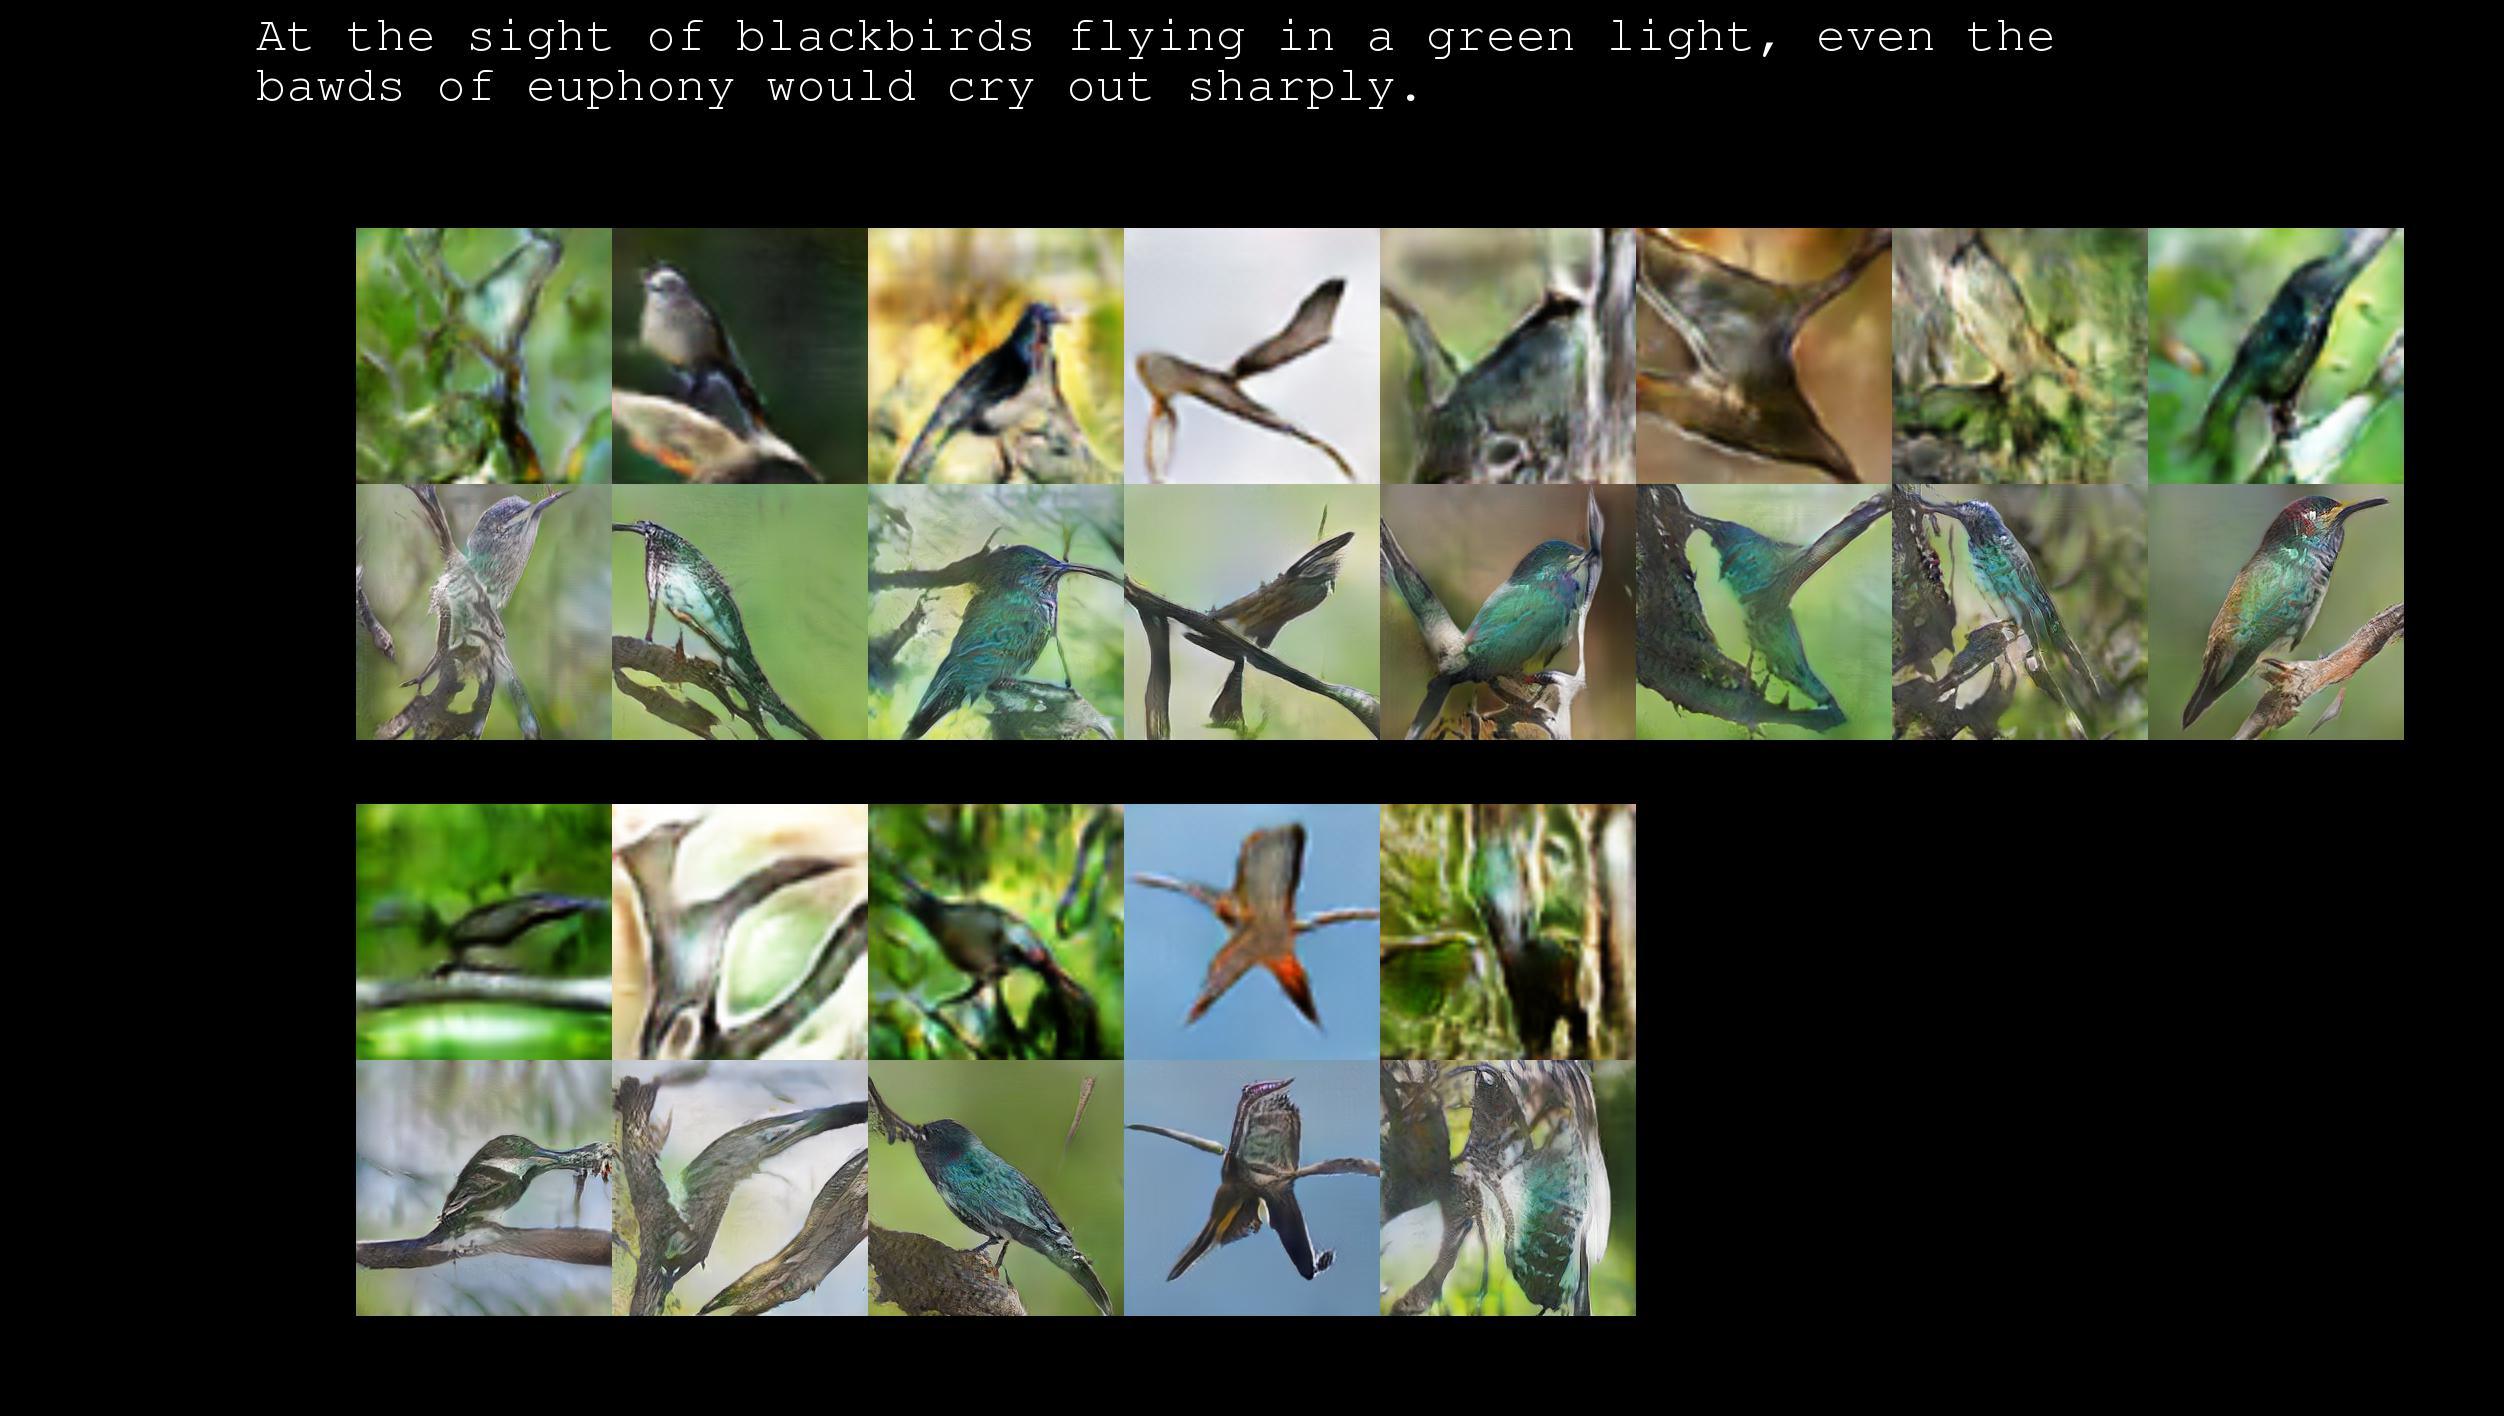 At the sight of blackbirds flying in a green light, even the
bawds of euphony would cry out sharply.